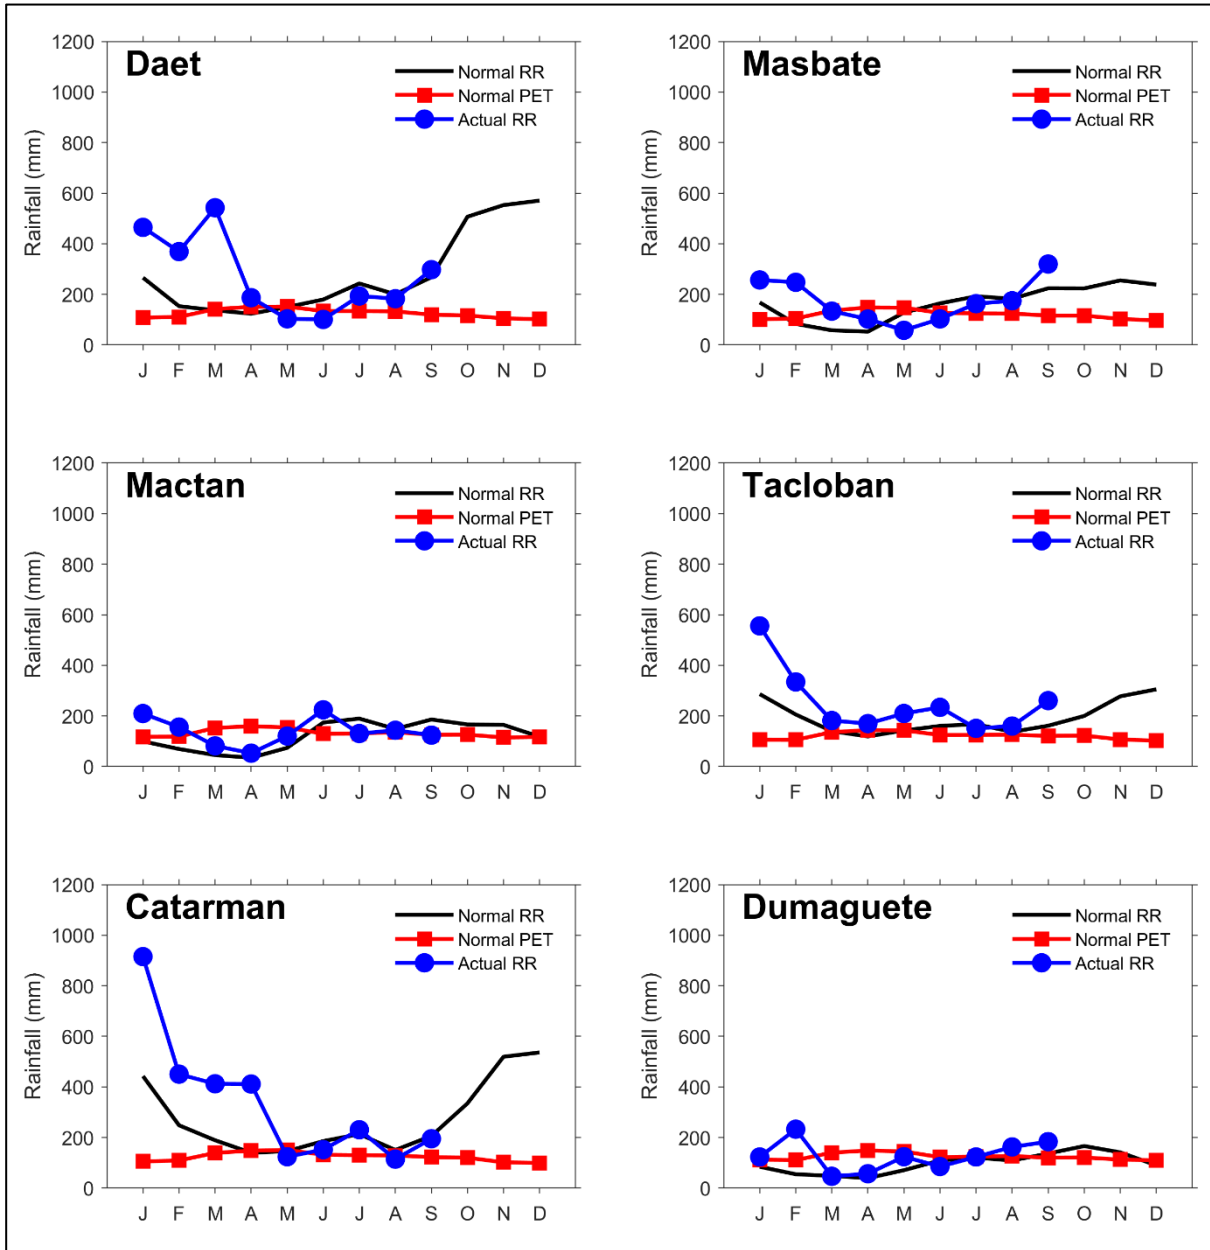 Daet
Normal RR
Normal PET
Actual RR
Rainfall (mm)
1200
1000
800
600
400
200
0
J F M A M J J A S O N D
Masbate
Normal RR
Normal PET
Actual RR
Rainfall (mm)
1200
1000
800
600
400
200
0
J F M A M J J A S O N D
Mactan
Normal RR
Normal PET
Actual RR
Rainfall (mm)
1200
1000
800
600
400
200
0
J F M A M J J A S O N D
Tacloban
Normal RR
Normal PET
Actual RR
Rainfall (mm)
1200
1000
800
600
400
200
0
J F M A M J J A S O N D
Catarman
Normal RR
Normal PET
Actual RR
Rainfall (mm)
1200
1000
800
600
400
200
0
J F M A M J J A S O N D
Dumaguete
Normal RR
Normal PET
Actual RR
Rainfall (mm)
1200
1000
800
600
400
200
0
J F M A M J J A S O N D